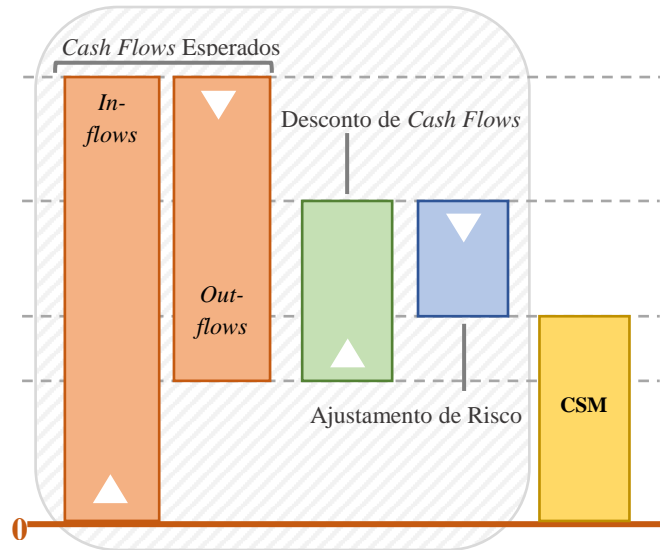 Cash Flows Esperados
In-
flows
Desconto de Cash Flows
Out-
flows
CSM
Ajustamento de Risco
0